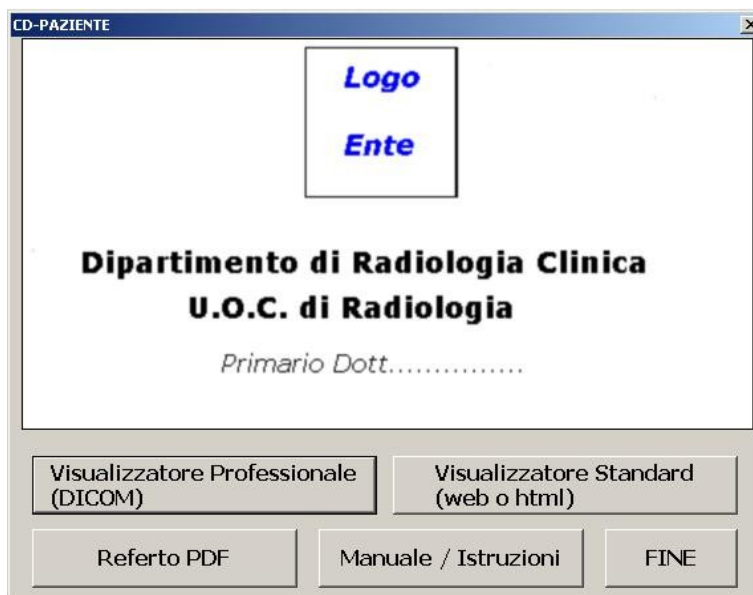 CD-PAZIENTE
Logo
Ente
Dipartimento di Radiologia Clinica
U.O.C. di Radiologia
Primario Dott...............
Visualizzatore Professionale
(DICOM)
Visualizzatore Standard
(web o html)
Referto PDF
Manuale / Istruzioni
FINE